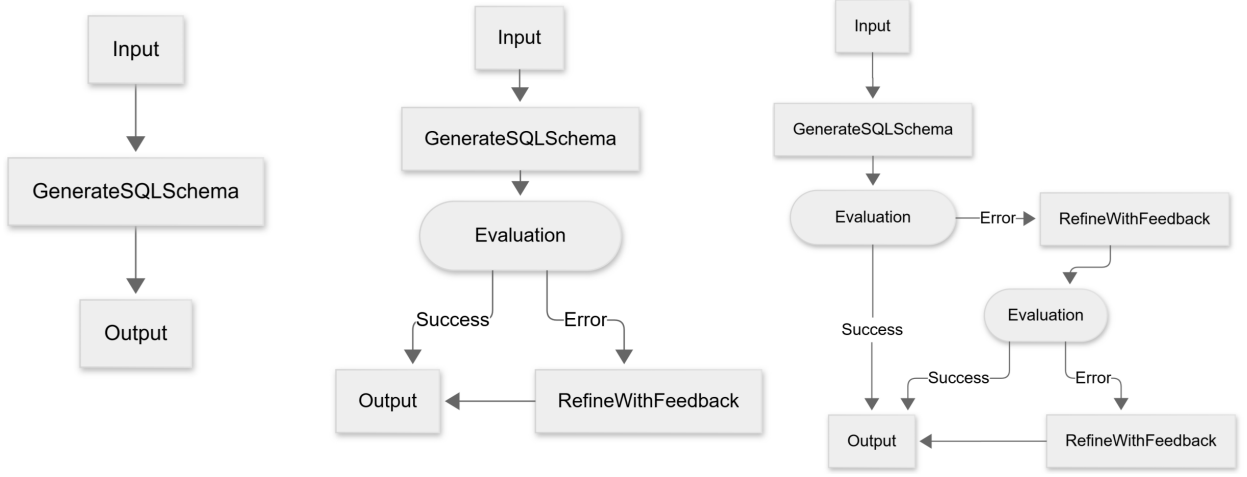 Input
GenerateSQLSchema
Output
Input
GenerateSQLSchema
Evaluation
Success
Error
Output
RefineWithFeedback
Input
GenerateSQLSchema
Evaluation
Error
RefineWithFeedback
Evaluation
Success
Success
Error
Output
RefineWithFeedback